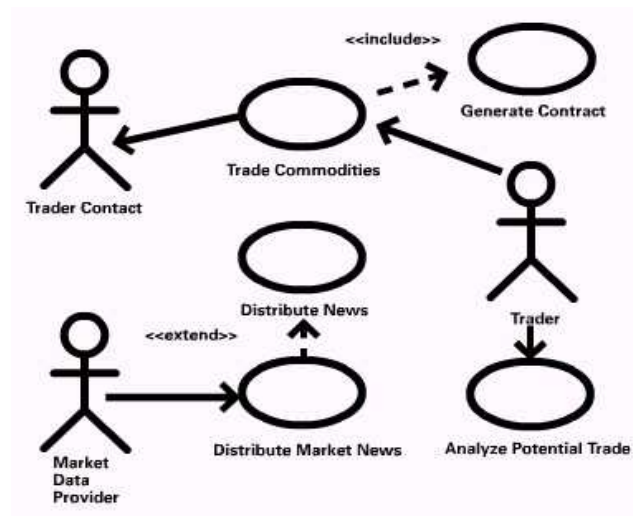 <<include>>
Generate Contract
Trade Commodities
Trader Contact
Distribute News
Trader
<<extend>>
Distribute Market News
Analyze Potential Trade
Market
Data
Provider